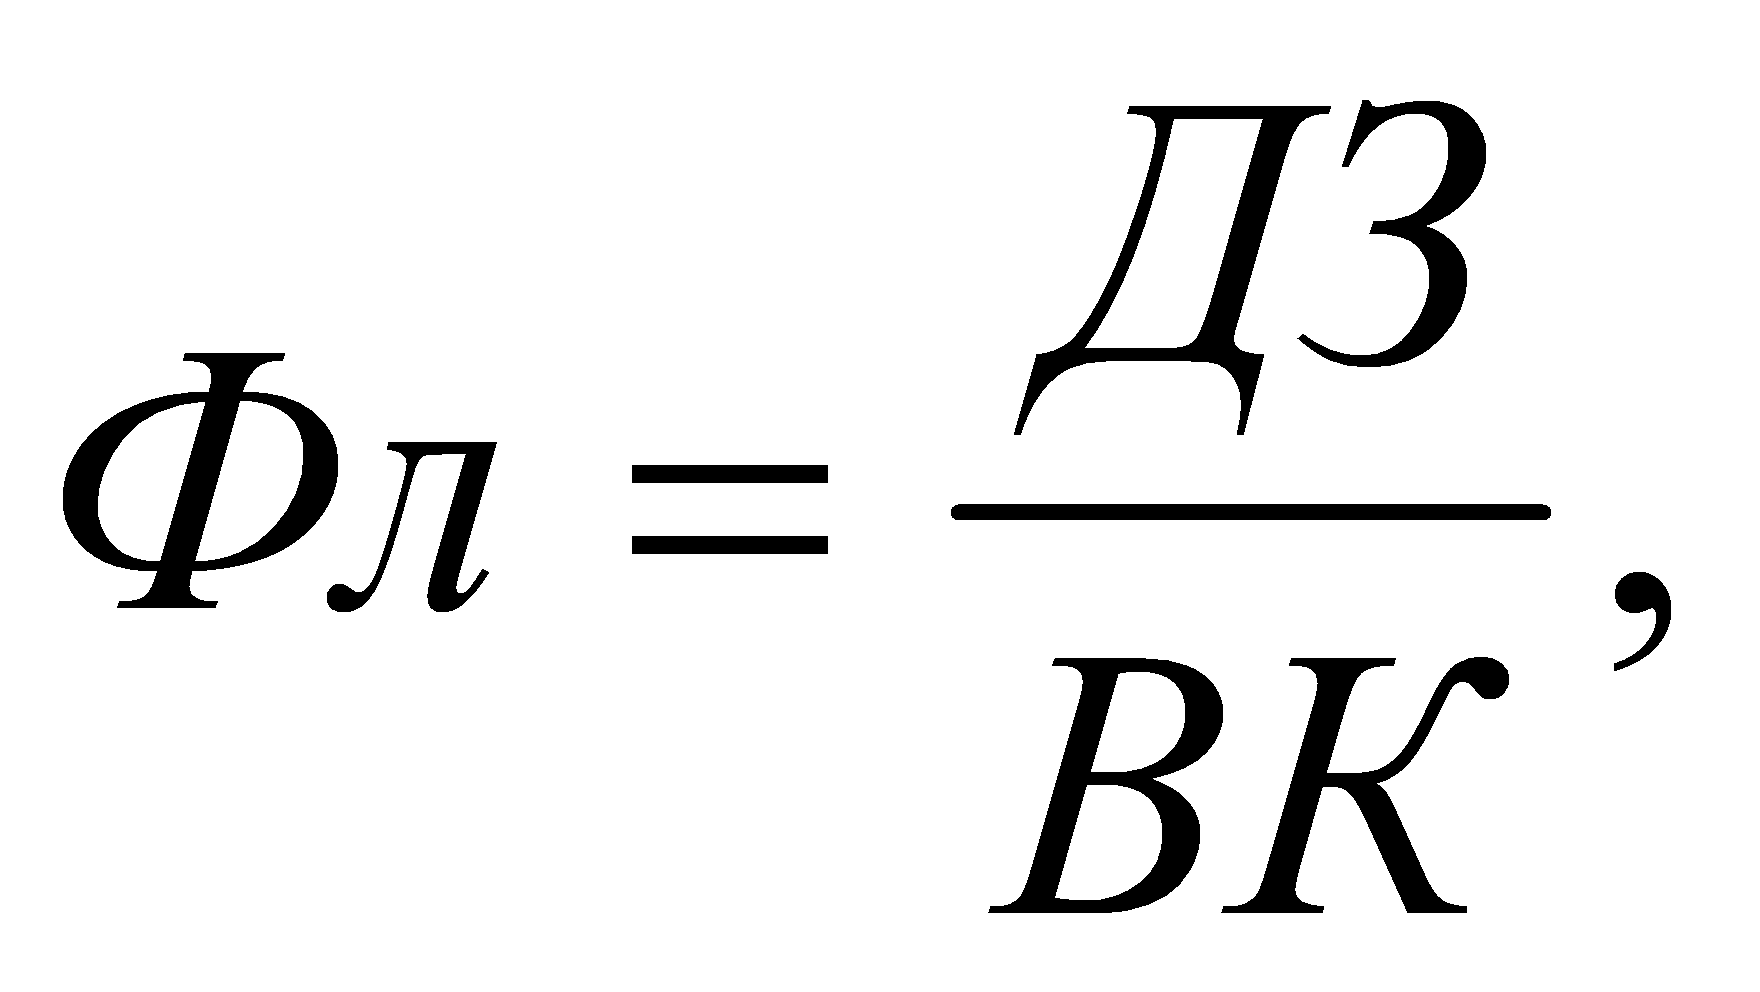 Фл = ДЗ / ВК,